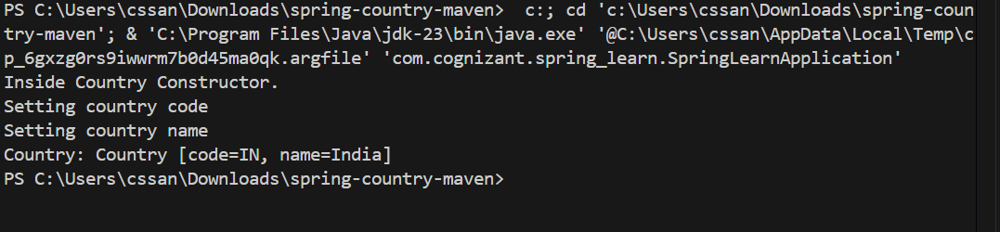 PS C:\Users\cssan\Downloads\spring-country-maven>  c:; cd 'c:\Users\cssan\Downloads\spring-coun
try-maven'; & 'C:\Program Files\Java\jdk-23\bin\java.exe' '@C:\Users\cssan\AppData\Local\Temp\c
p_6gxzg0rs9iwwrm7b0d45ma0qk.argfile' 'com.cognizant.spring_learn.SpringLearnApplication'
Inside Country Constructor.
Setting country code
Setting country name
Country: Country [code=IN, name=India]
PS C:\Users\cssan\Downloads\spring-country-maven>